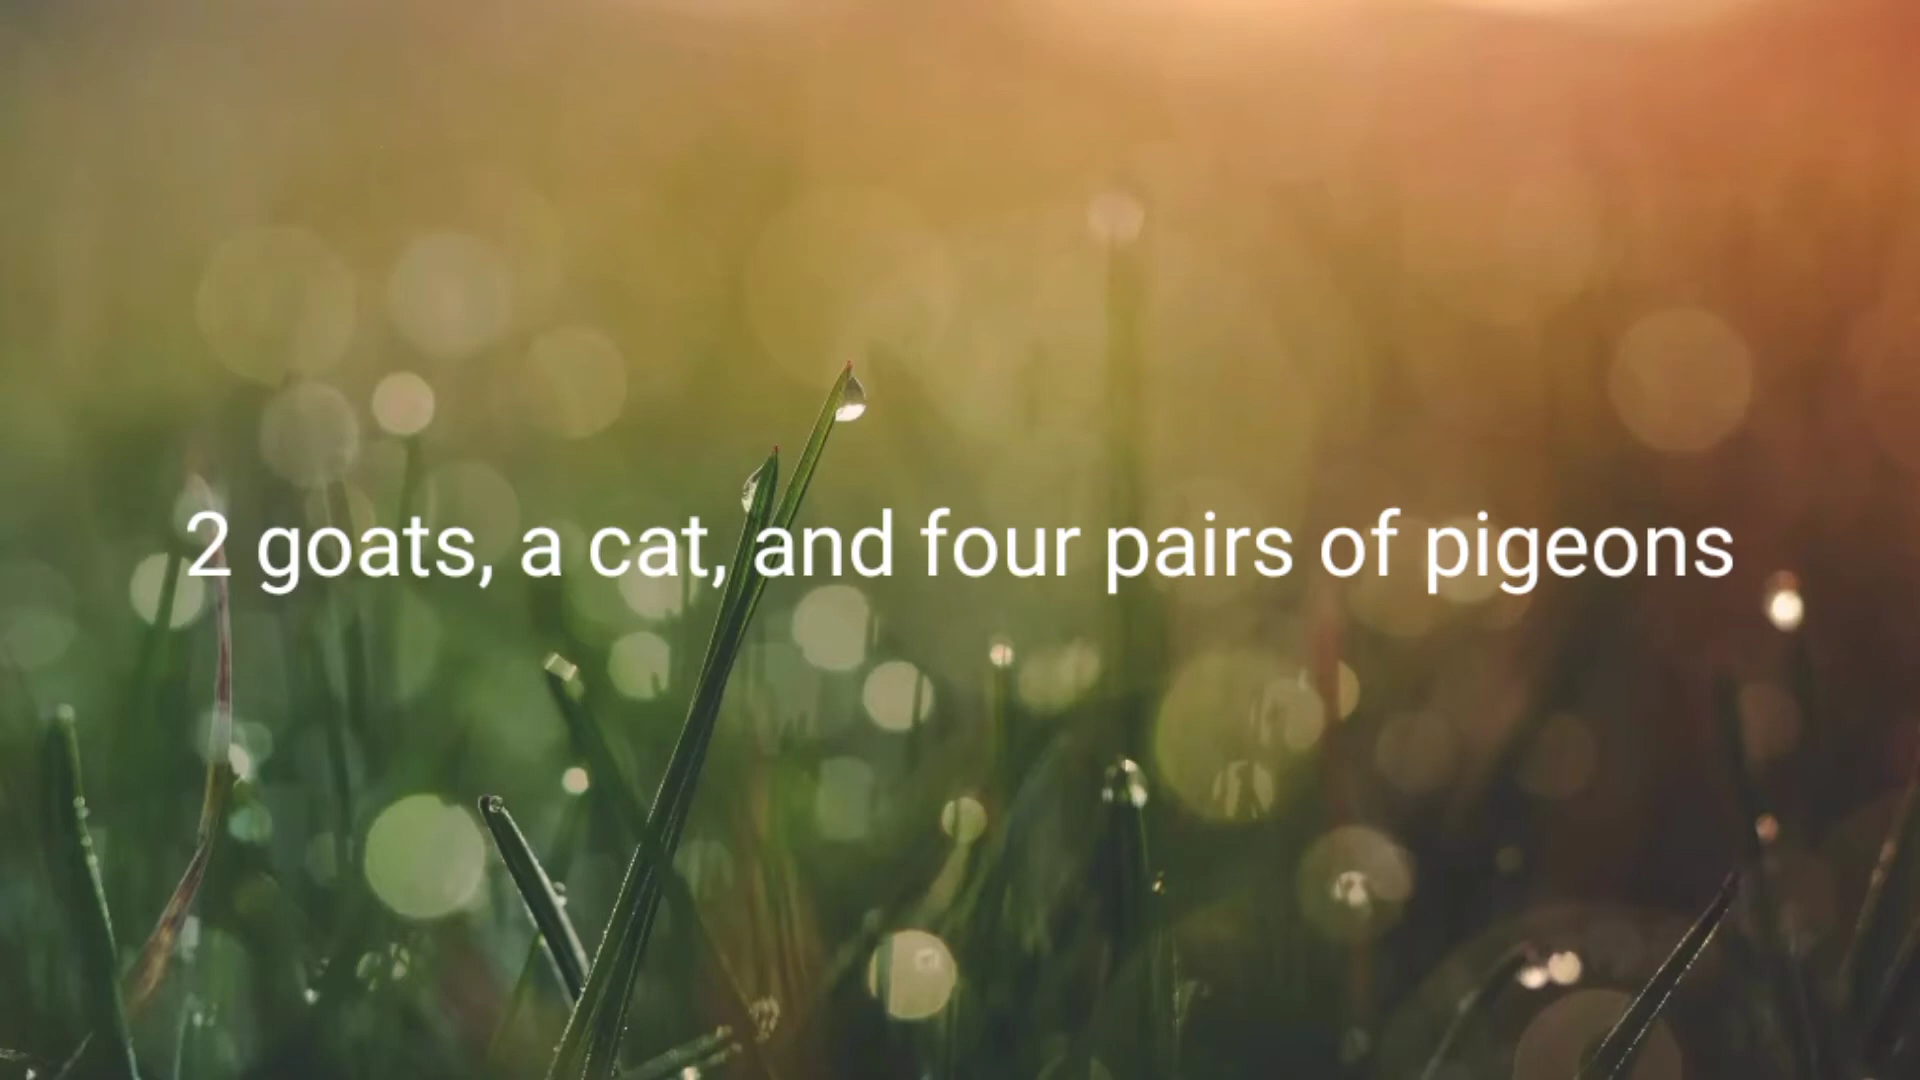 2 goats, a cat, and four pairs of pigeons